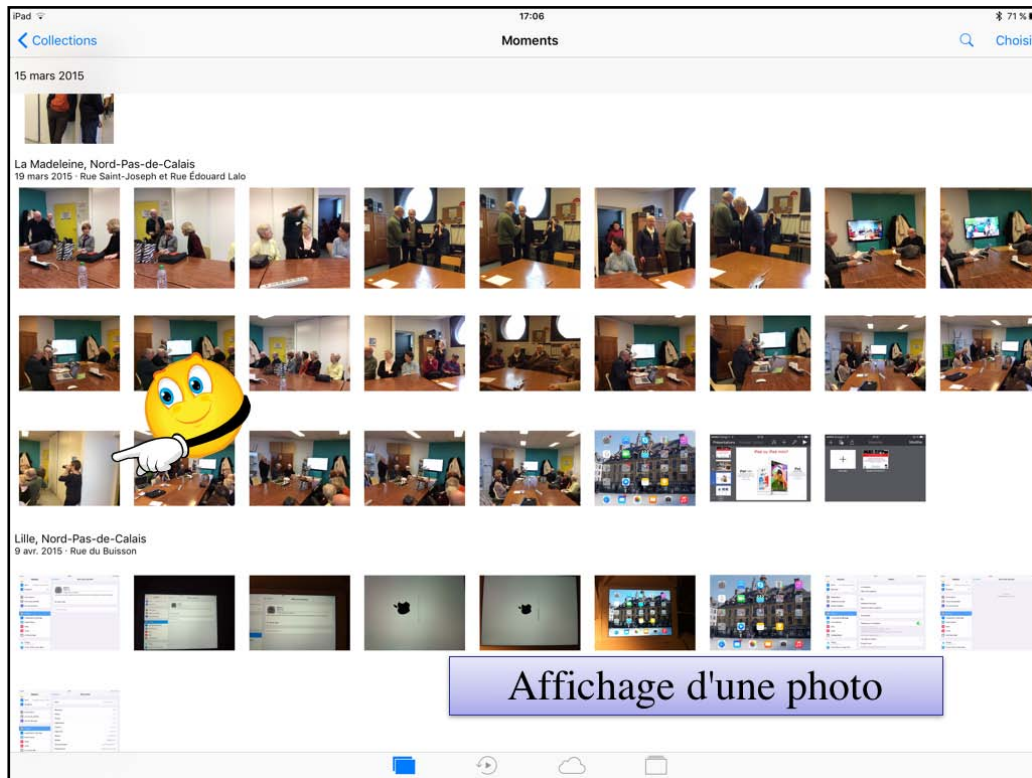 iPad 17:06 71 %
Collections Moments Choisi
15 mars 2015
La Madeleine, Nord-Pas-de-Calais
19 mars 2015 · Rue Saint-Joseph et Rue Édouard Lalo
Lille, Nord-Pas-de-Calais
9 avr. 2015 · Rue du Buisson
Affichage d'une photo